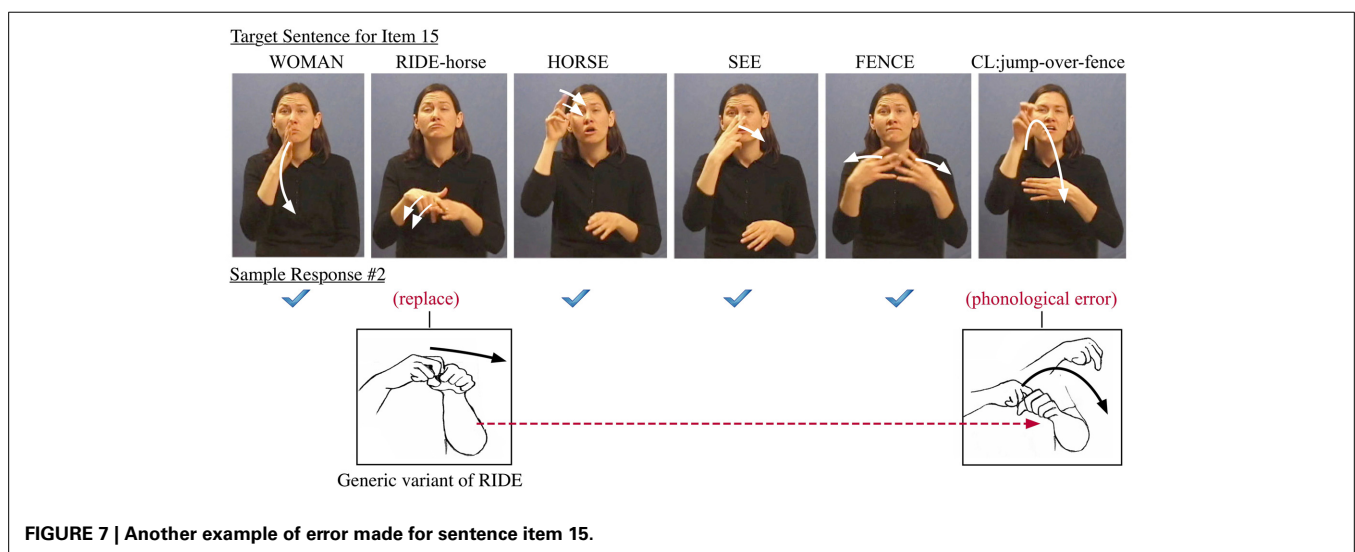 Target Sentence for Item 15
WOMAN RIDE-horse HORSE SEE FENCE CL:jump-over-fence
Sample Response #2
(replace) (phonological error)
Generic variant of RIDE
FIGURE 7 | Another example of error made for sentence item 15.